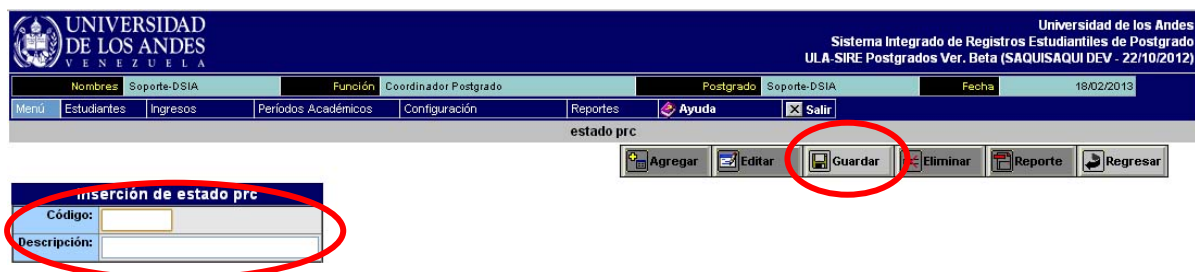 UNIVERSIDAD
DE LOS ANDES
VENEZUELA
Universidad de los Andes
Sistema Integrado de Registros Estudiantiles de Postgrado
ULA-SIRE Postgrados Ver. Beta (SAQUISAQUI DEV - 22/10/2012)
Nombres Soporte-DSIA Función Coordinador Postgrado Postgrado Soporte-DSIA Fecha 18/02/2013
Menú Estudiantes Ingresos Períodos Académicos Configuración Reportes Ayuda Salir
estado prc
Agregar Editar Guardar Eliminar Reporte Regresar
Inserción de estado prc
Código:
Descripción: